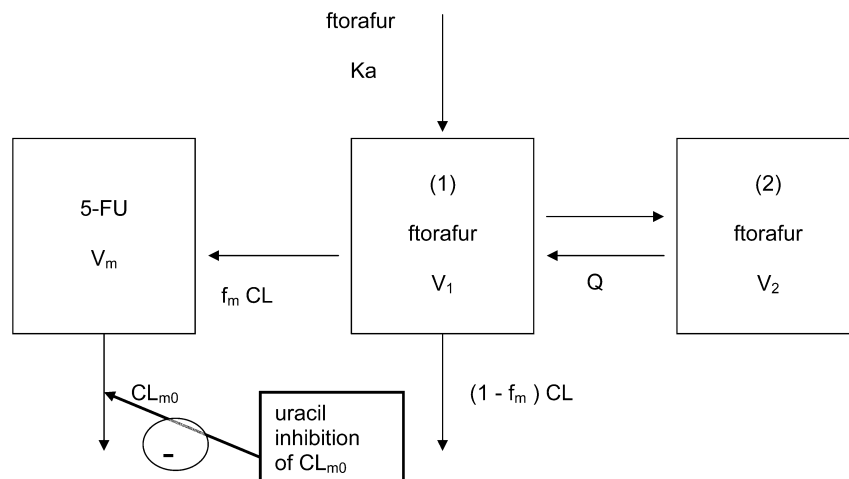 ftorafur
Ka
5-FU
Vₘ
(1)
ftorafur
V₁
(2)
ftorafur
V₂
fₘ CL
Q
CLₘ₀
(1 - fₘ ) CL
-
uracil
inhibition
of CLₘ₀